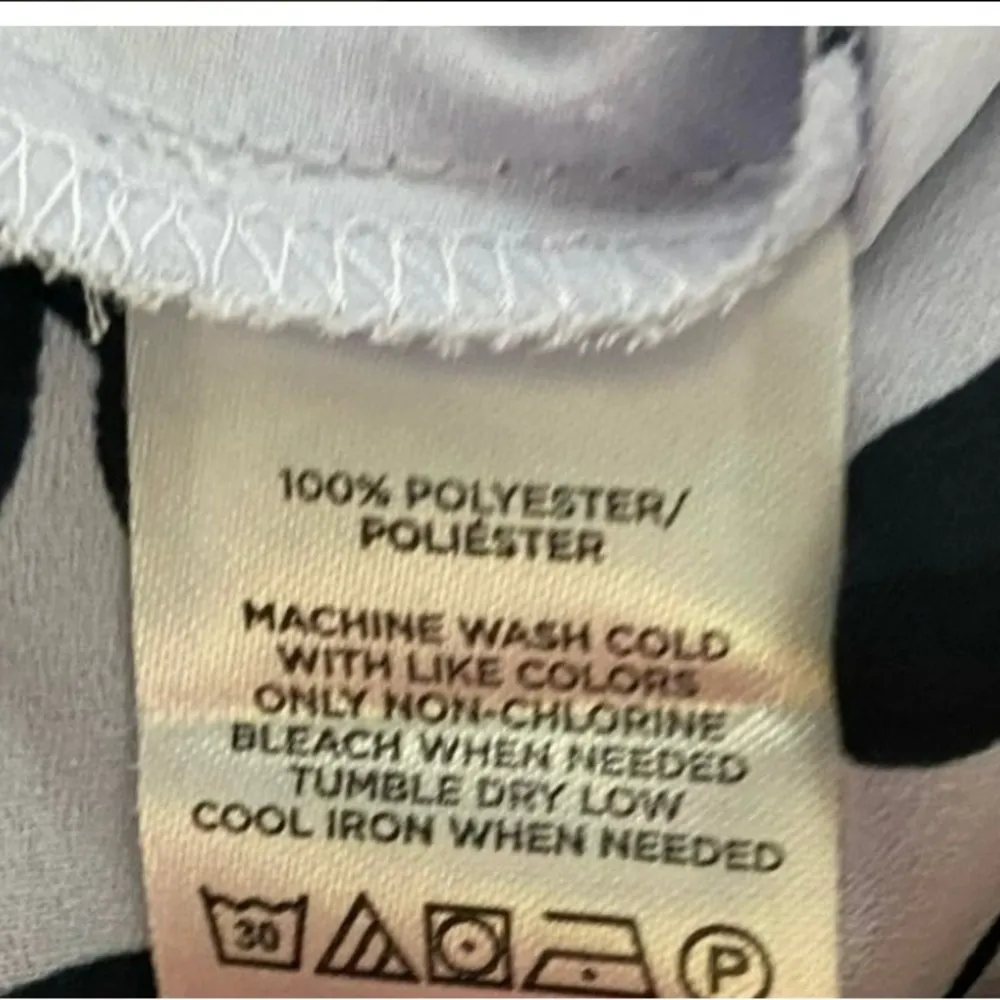 100% POLYESTER/
POLIÉSTER
MACHINE WASH COLD
WITH LIKE COLORS
ONLY NON-CHLORINE
BLEACH WHEN NEEDED
TUMBLE DRY LOW
COOL IRON WHEN NEEDED
30 P